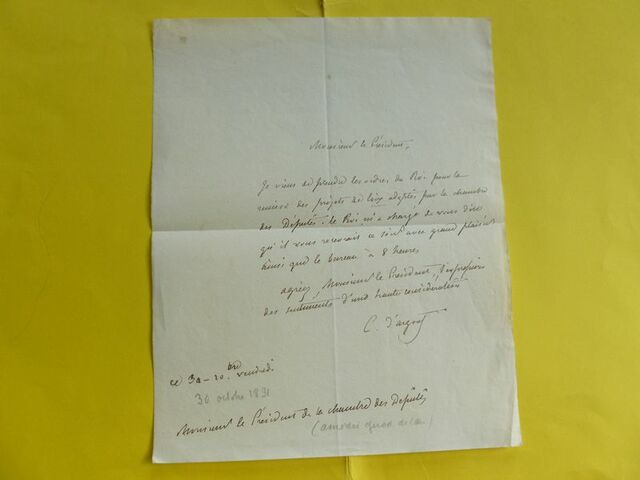 Monsieur le Président,
Je viens de prendre les ordres du Roi pour la
remise des projets de lois adoptés par la chambre
des Députés. le Roi m'a chargé de vous dire
qu'il vous recevrait ce soir avec grand plaisir
ainsi que le bureau à 8 heures
agréez, Monsieur le Président, l'expression
des sentiments d'une haute considération
C. d'argout
ce 30 - 10bre vendredi
30 octobre 1831
Monsieur le Président de la chambre des Députés